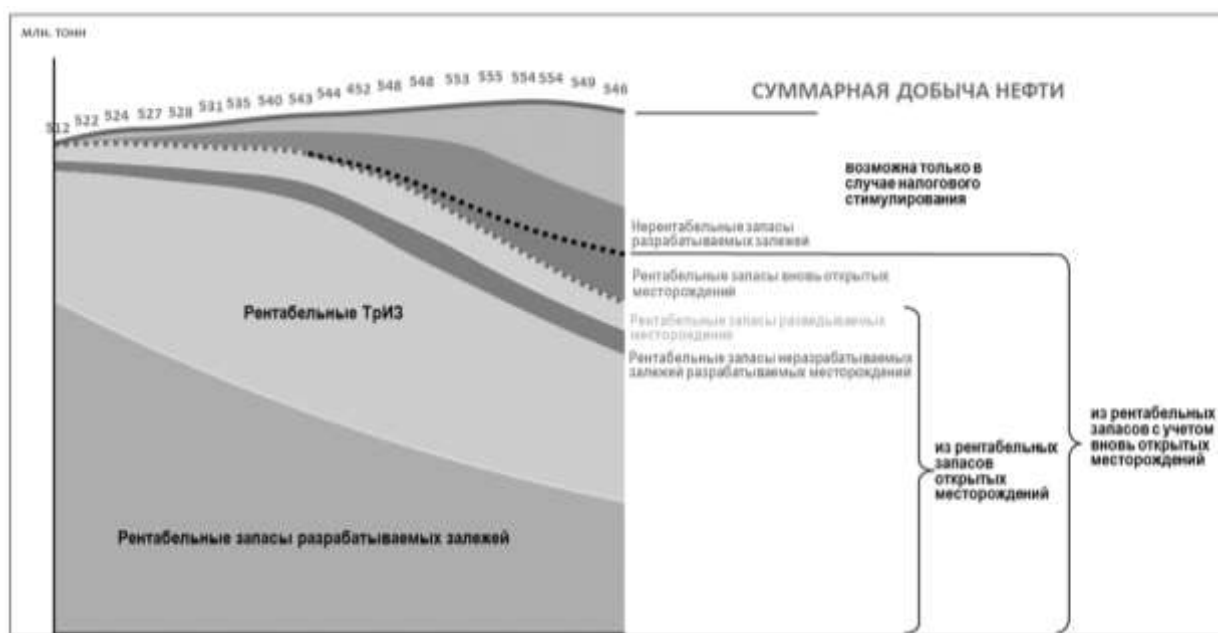 млн. тонн
512 522 524 527 528 531 535 540 543 544 452 548 548 553 555 554 554 549 546
СУММАРНАЯ ДОБЫЧА НЕФТИ
возможна только в
случае налогового
стимулирования
Нерентабельные запасы
разрабатываемых залежей
Рентабельные запасы вновь открытых
месторождений
Рентабельные ТрИЗ
Рентабельные запасы разведываемых
месторождений
Рентабельные запасы неразрабатываемых
залежей разрабатываемых месторождений
из рентабельных
запасов с учетом
вновь открытых
месторождений
из рентабельных
запасов
открытых
месторождений
Рентабельные запасы разрабатываемых залежей